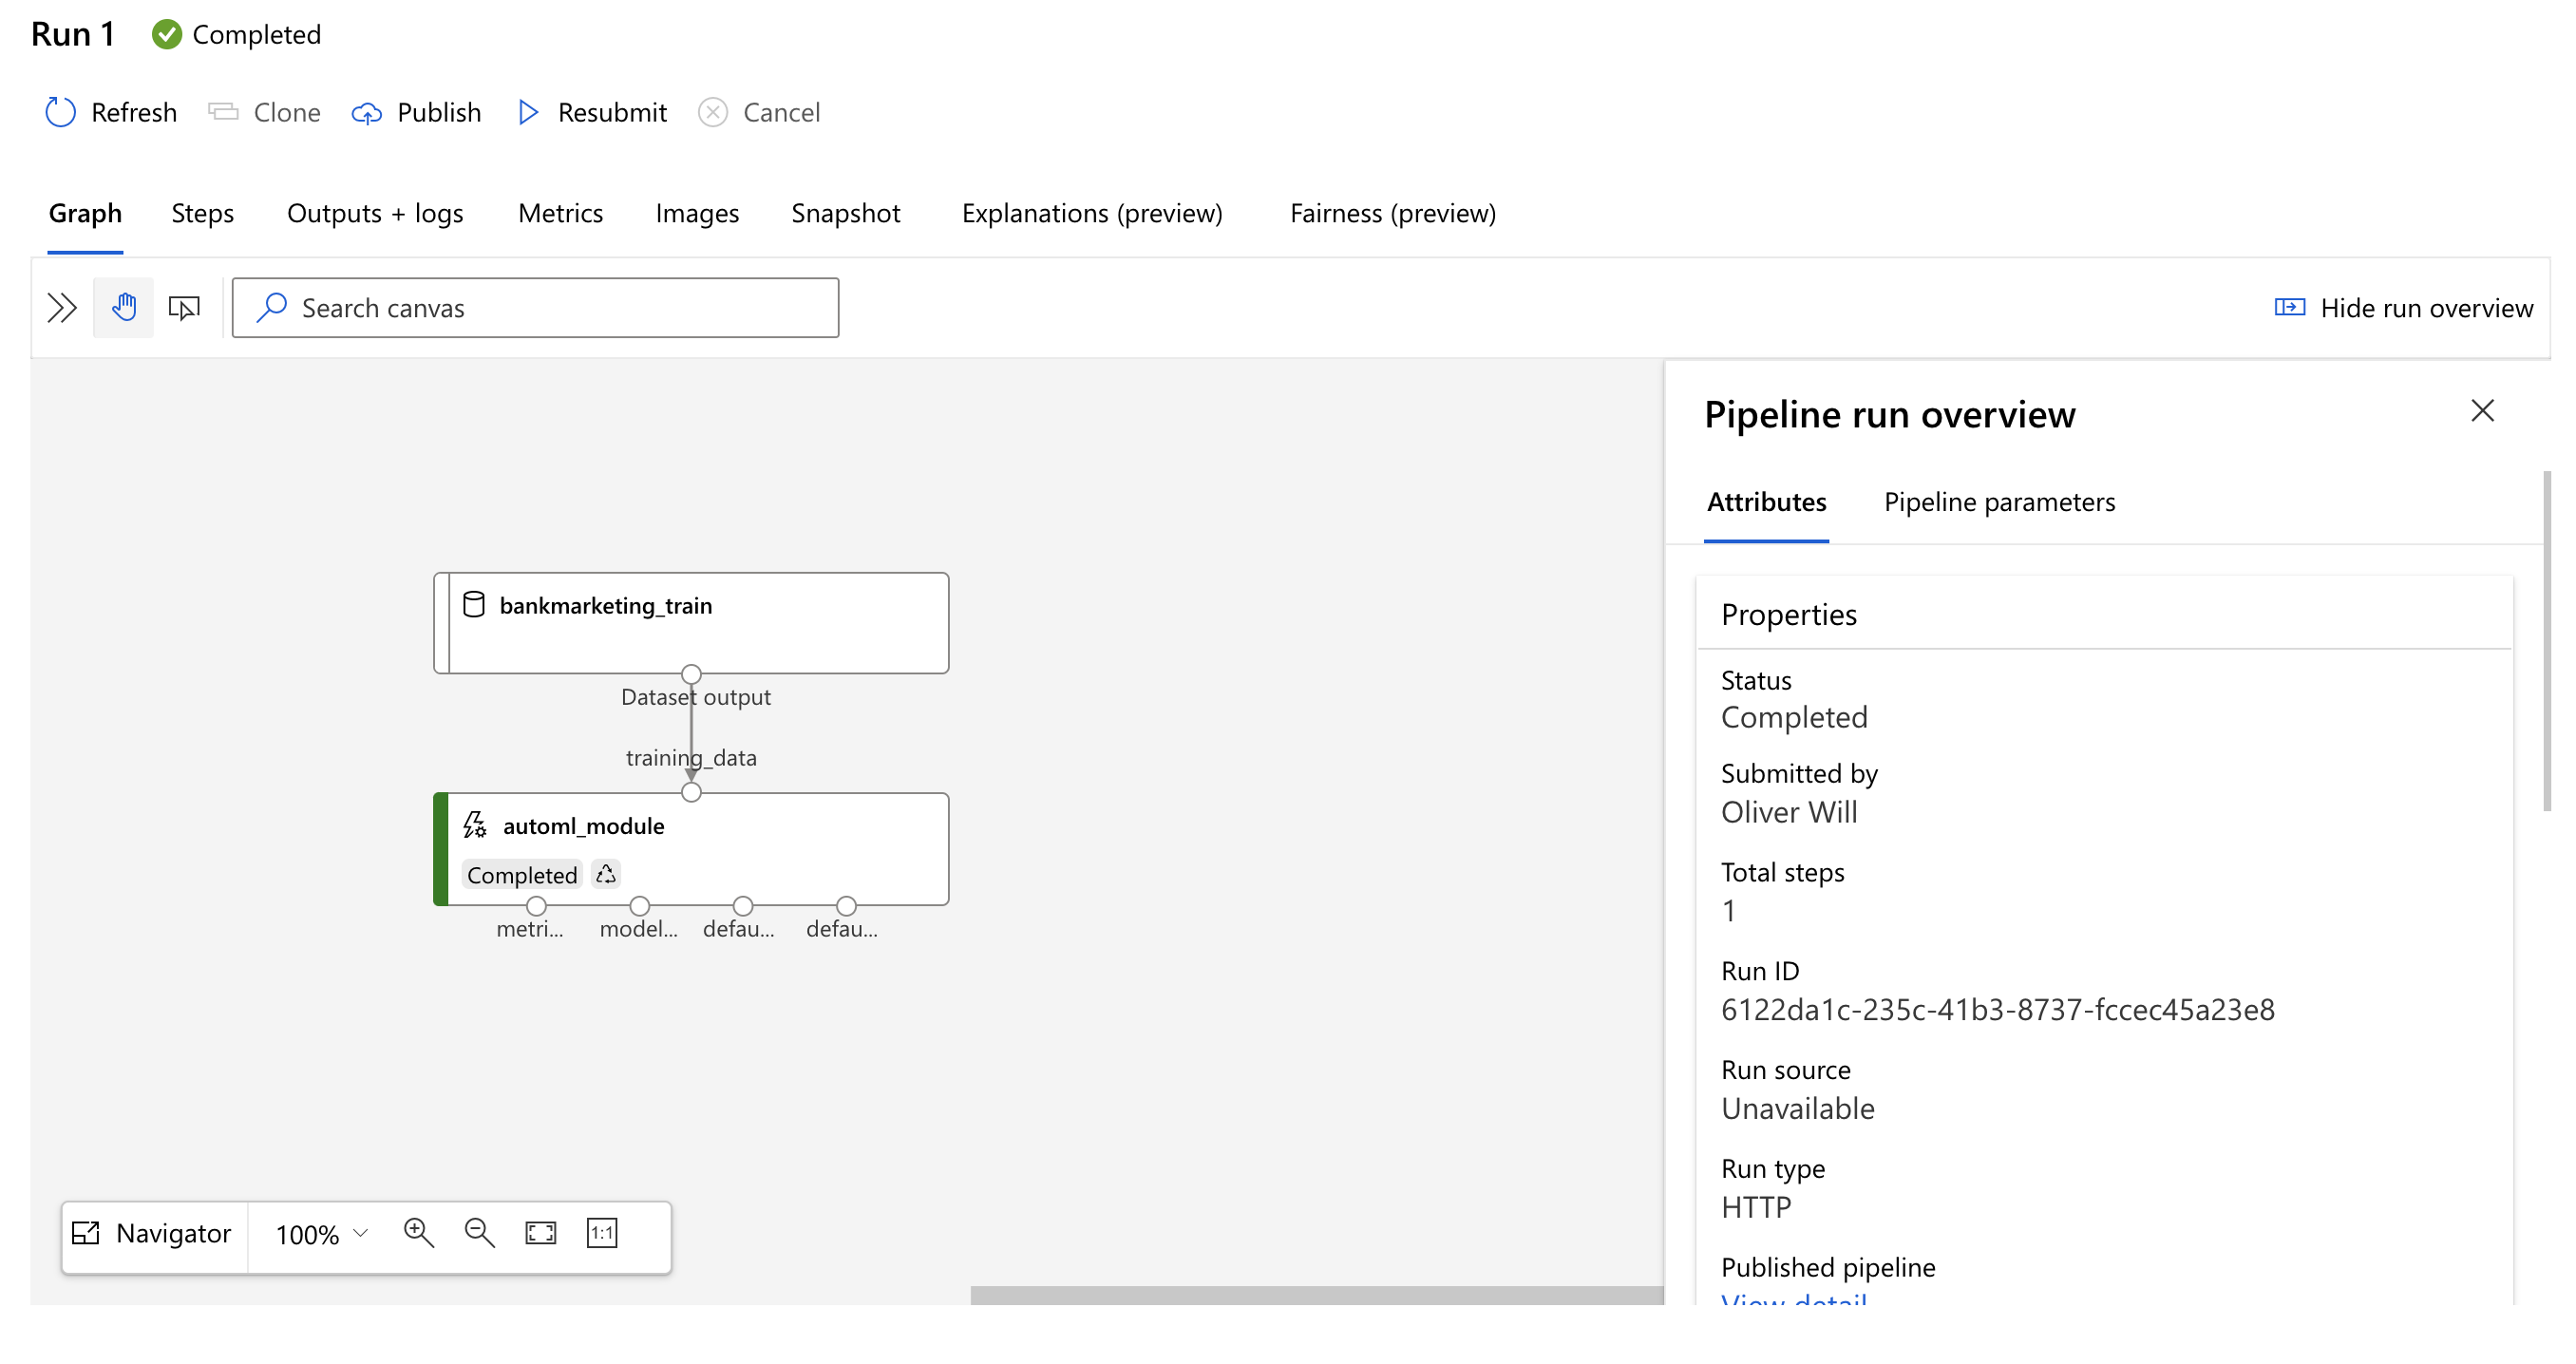 Run 1 Completed
Refresh Clone Publish Resubmit Cancel
Graph Steps Outputs + logs Metrics Images Snapshot Explanations (preview) Fairness (preview)
Search canvas Hide run overview
bankmarketing_train
Dataset output
training_data
automl_module
Completed
metri... model... defau... defau...
Navigator 100% 1:1
Pipeline run overview
Attributes Pipeline parameters
Properties
Status
Completed
Submitted by
Oliver Will
Total steps
1
Run ID
6122da1c-235c-41b3-8737-fccec45a23e8
Run source
Unavailable
Run type
HTTP
Published pipeline
View detail